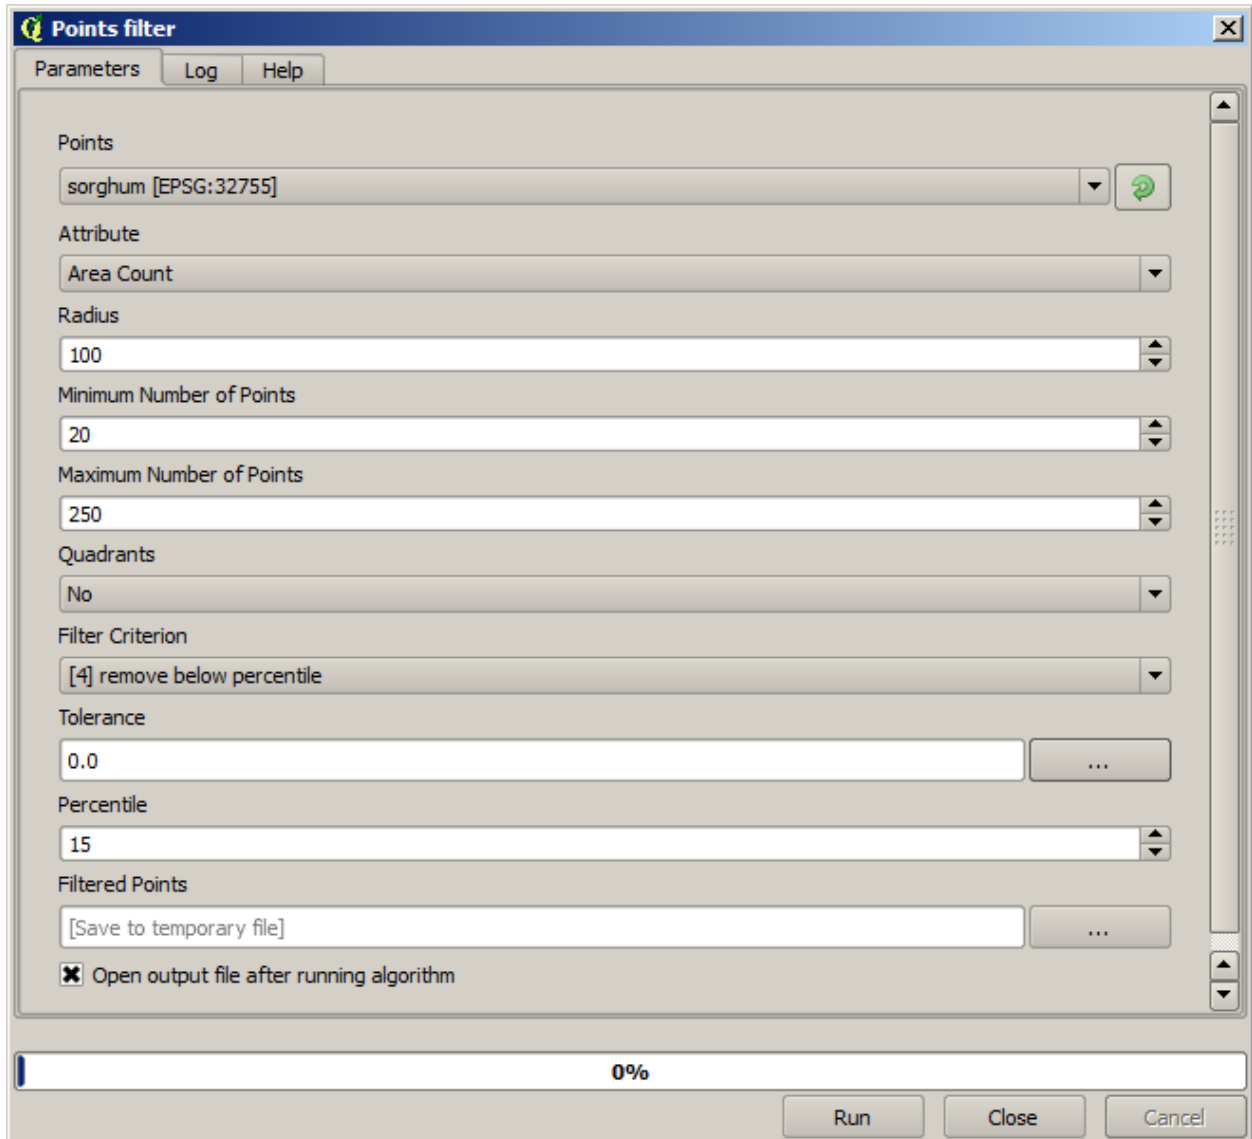 Points filter
Parameters Log Help
Points
sorghum [EPSG:32755]
Attribute
Area Count
Radius
100
Minimum Number of Points
20
Maximum Number of Points
250
Quadrants
No
Filter Criterion
[4] remove below percentile
Tolerance
0.0
...
Percentile
15
Filtered Points
[Save to temporary file]
...
Open output file after running algorithm
0%
Run Close Cancel